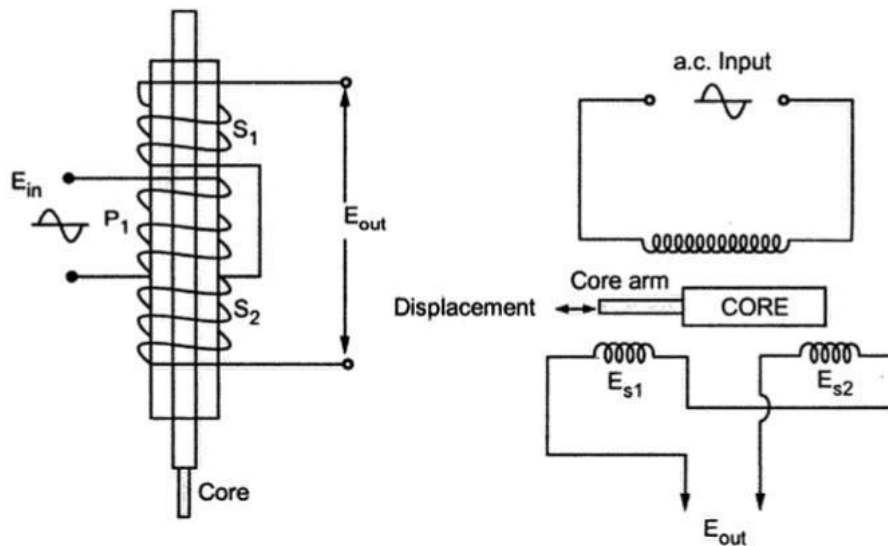 S1
Ein
P1
Eout
S2
Core
a.c. Input
Core arm
Displacement
CORE
Es1
Es2
Eout